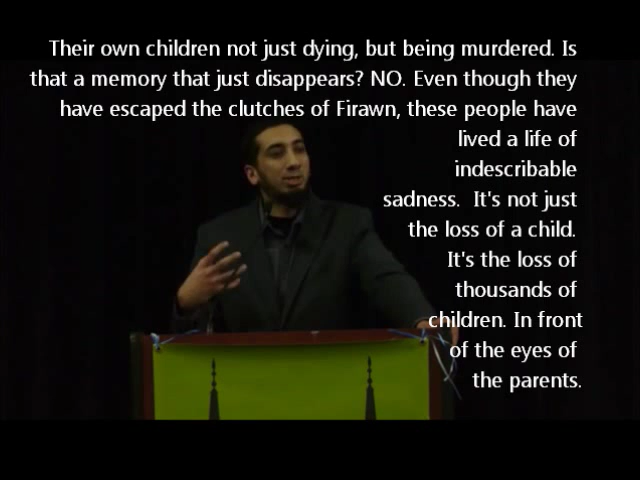 Their own children not just dying, but being murdered. Is
that a memory that just disappears? NO. Even though they
have escaped the clutches of Firawn, these people have
lived a life of
indescribable
sadness.  It's not just
the loss of a child.
It's the loss of
thousands of
children. In front
of the eyes of
the parents.